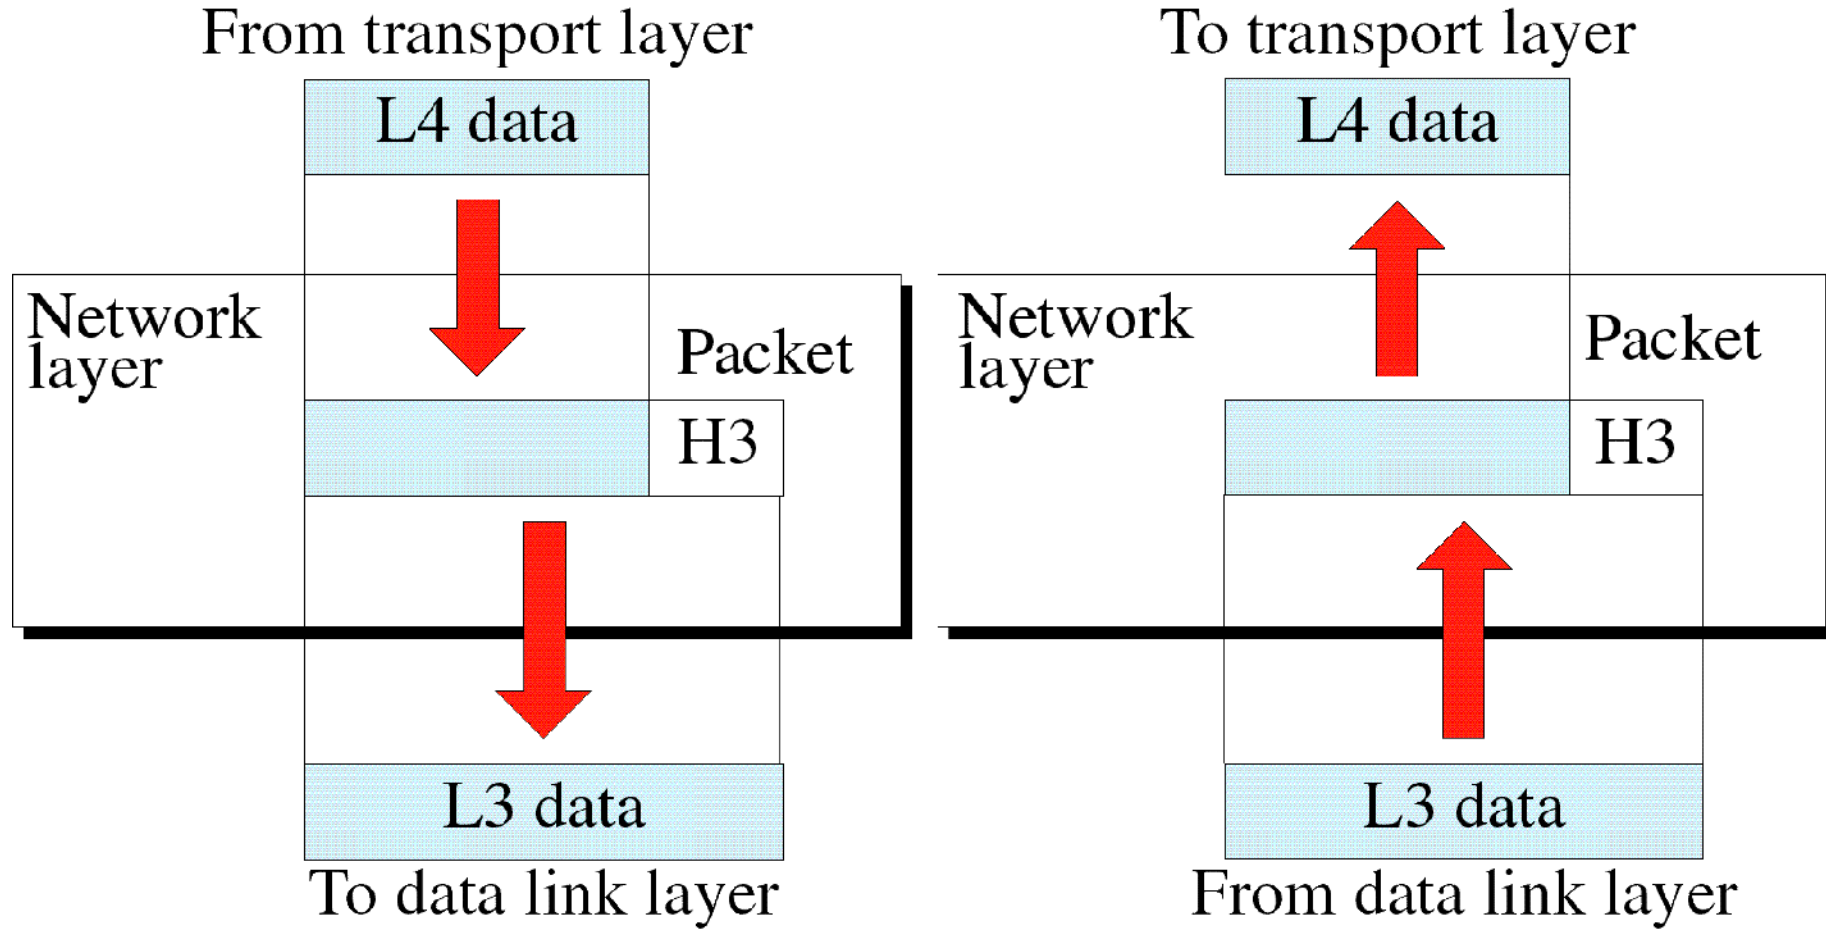 From transport layer
L4 data
Network
layer
Packet
H3
L3 data
To data link layer
To transport layer
L4 data
Network
layer
Packet
H3
L3 data
From data link layer